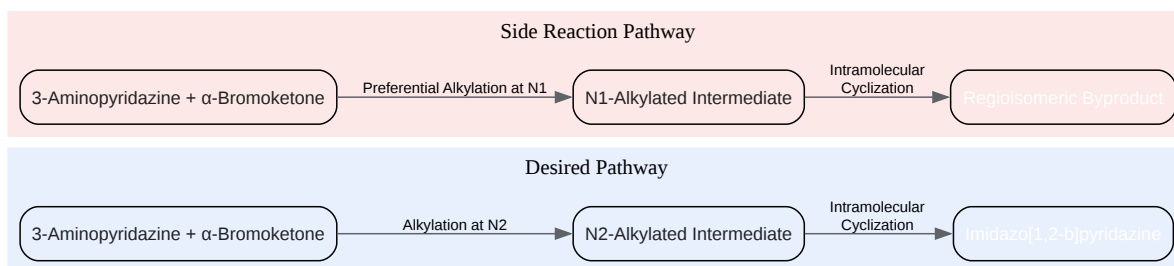 Side Reaction Pathway
3-Aminopyridazine + α-Bromoketone
Preferential Alkylation at N1
N1-Alkylated Intermediate
Intramolecular
Cyclization
Regioisomeric Byproduct
Desired Pathway
3-Aminopyridazine + α-Bromoketone
Alkylation at N2
N2-Alkylated Intermediate
Intramolecular
Cyclization
Imidazo[1,2-b]pyridazine